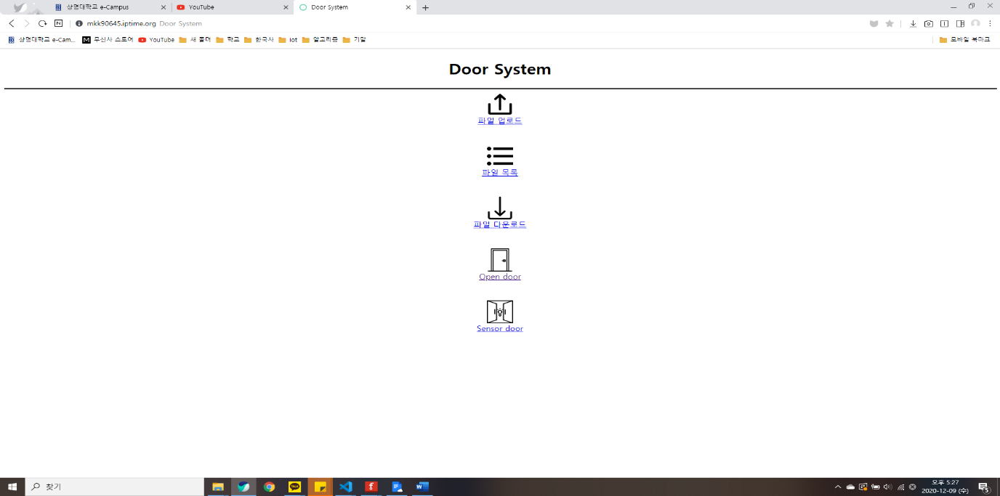 상명대학교 e-Campus
YouTube
Door System
N
mkk90645.iptime.org Door System
상명대학교 e-Cam...
M 무신사 스토어
YouTube
새 폴더
학교
한국사
iot
알고리즘
기말
모바일 북마크
Door System
파일 업로드
파일 목록
파일 다운로드
Open door
Sensor door
찾기
TALK
오후 5:27
2020-12-09 (수)
5